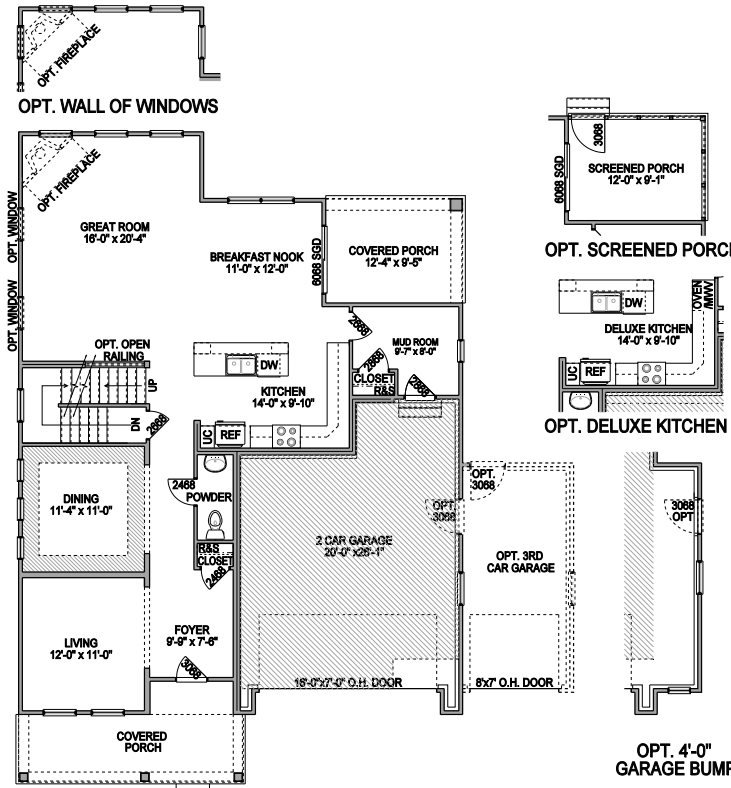 OPT. FIREPLACE
OPT. WALL OF WINDOWS
OPT. FIREPLACE
OPT. WINDOW
OPT. WINDOW
GREAT ROOM
16'-0" x 20'-4"
BREAKFAST NOOK
11'-0" x 12'-0"
6068 SGD
COVERED PORCH
12'-4" x 9'-5"
3068
6068 SGD
SCREENED PORCH
12'-0" x 9'-1"
OPT. SCREENED PORCH
2668
MUD ROOM
9'-7" x 8'-0"
2668
CLOSET
R&S
2868
OPT. OPEN
RAILING
UP
DN
2668
DW
KITCHEN
14'-0" x 9'-10"
UC
REF
DW
OVEN
/MWV
DELUXE KITCHEN
14'-0" x 9'-10"
UC
REF
OPT. DELUXE KITCHEN
DINING
11'-4" x 11'-0"
2468
POWDER
R&S
CLOSET
2468
2 CAR GARAGE
20'-0" x26'-1"
OPT.
3068
OPT.
3068
OPT. 3RD
CAR GARAGE
3068
OPT
LIVING
12'-0" x 11'-0"
FOYER
9'-9" x 7'-6"
3068
16'-0"x7'-0" O.H. DOOR
8'x7' O.H. DOOR
COVERED
PORCH
OPT. 4'-0"
GARAGE BUMP